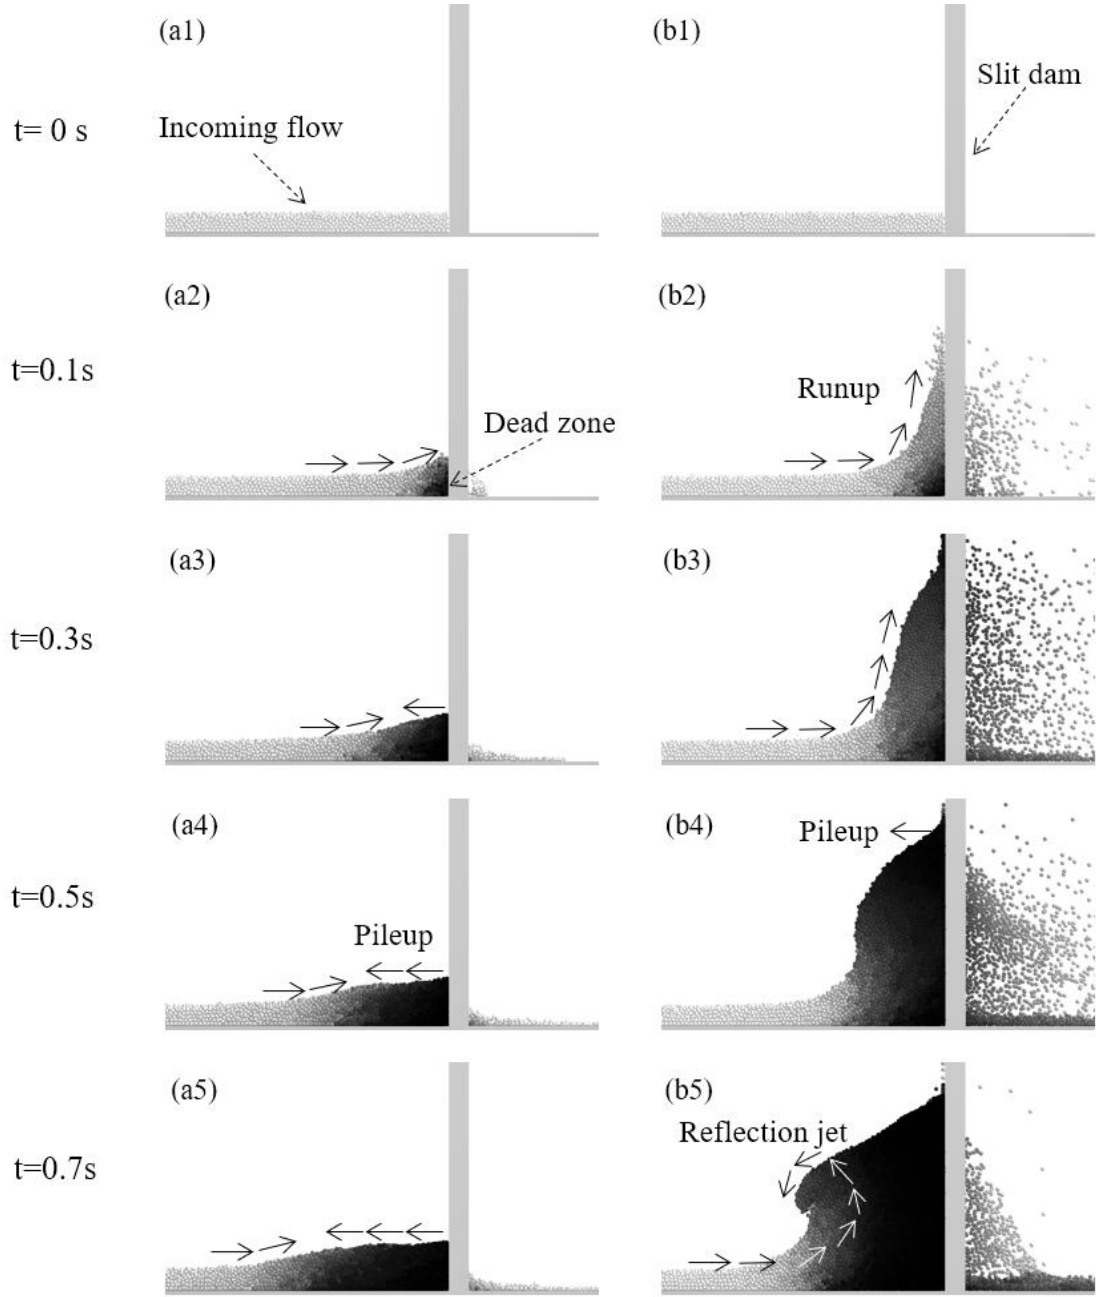 (a1)
(b1)
Slit dam
t= 0 s
Incoming flow
(a2)
(b2)
t=0.1s
Runup
Dead zone
(a3)
(b3)
t=0.3s
(a4)
(b4)
Pileup
t=0.5s
Pileup
(a5)
(b5)
Reflection jet
t=0.7s